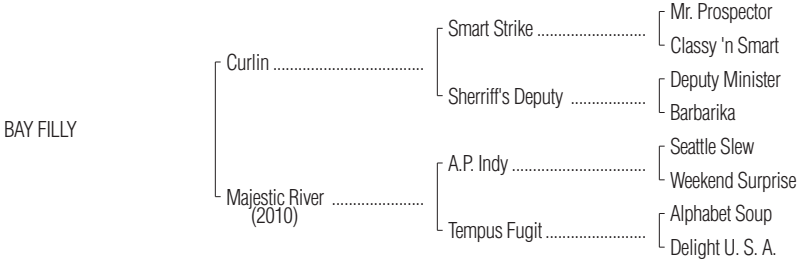 Mr. Prospector
Smart Strike ..........................
Classy 'n Smart
Curlin ....................................
Deputy Minister
Sherriff's Deputy ..................
Barbarika
BAY FILLY
Seattle Slew
A.P. Indy ................................
Weekend Surprise
Majestic River ......................
(2010)
Alphabet Soup
Tempus Fugit ........................
Delight U. S. A.